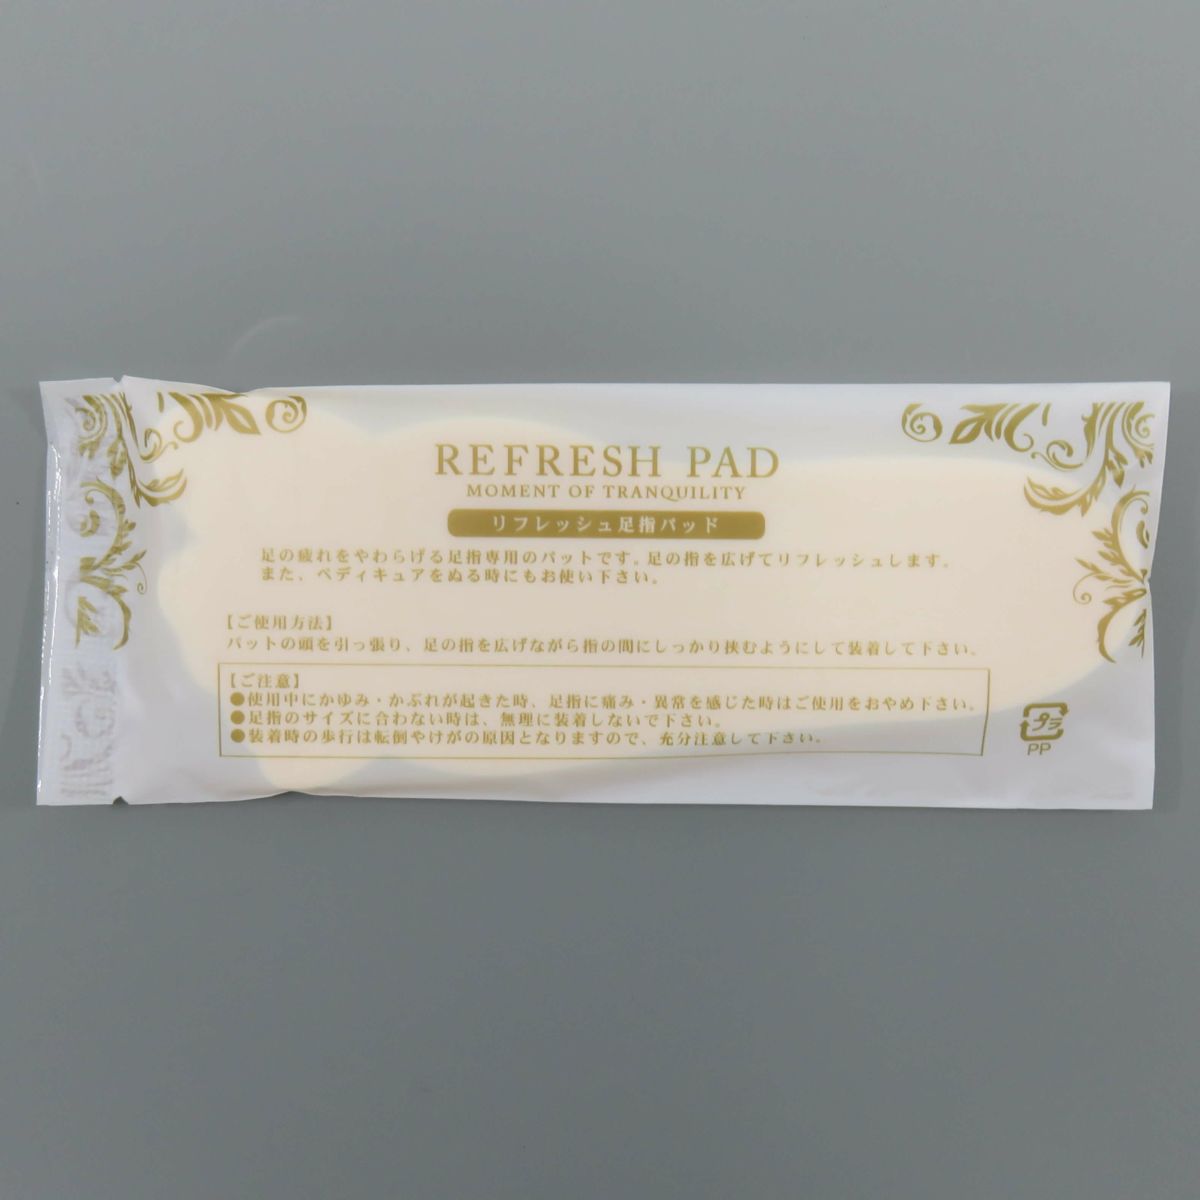 REFRESH PAD
MOMENT OF TRANQUILITY
リフレッシュ足指パッド
足の疲れをやわらげる足指専用のパットです。足の指を広げてリフレッシュします。
また、ペディキュアをぬる時にもお使い下さい。
【ご使用方法】
パットの頭を引っ張り、足の指を広げながら指の間にしっかり挟むようにして装着して下さい。
【ご注意】
●使用中にかゆみ・かぶれが起きた時、足指に痛み・異常を感じた時はご使用をおやめ下さい。
●足指のサイズに合わない時は、無理に装着しないで下さい。
●装着時の歩行は転倒やけがの原因となりますので、充分注意して下さい。
プラ
PP